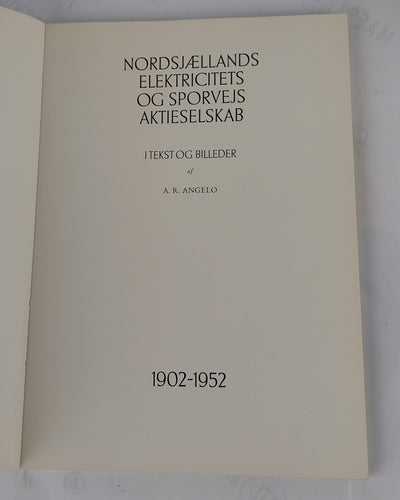 NORDSJÆLLANDS
ELEKTRICITETS
OG SPORVEJS
AKTIESELSKAB
I TEKST OG BILLEDER
af
A. R. ANGELO
1902-1952